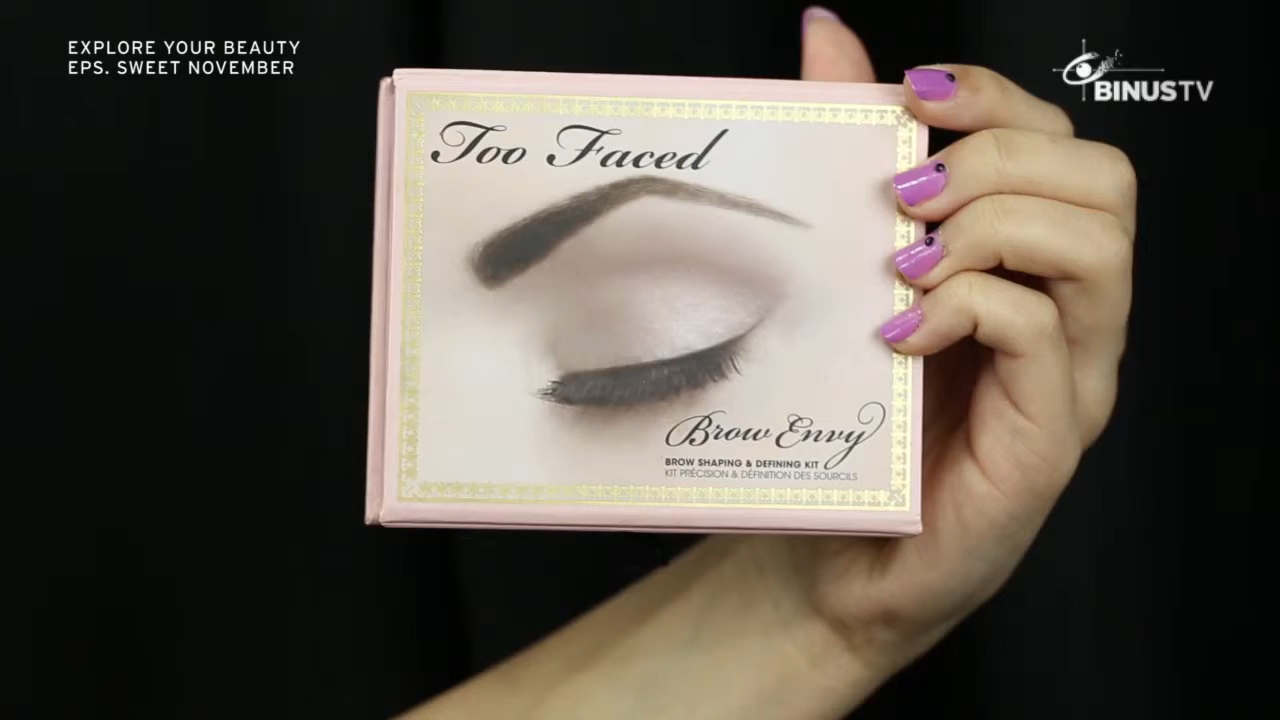 EXPLORE YOUR BEAUTY
EPS. SWEET NOVEMBER
BINUSTV
Too Faced
Brow Envy
BROW SHAPING & DEFINING KIT
KIT PRÉCISION & DÉFINITION DES SOURCILS